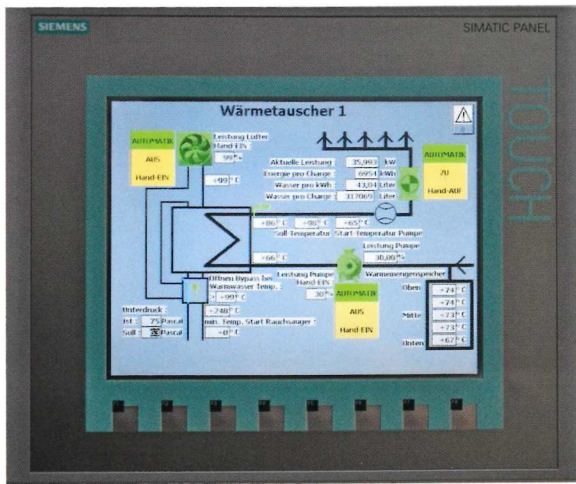 SIEMENS
SIMATIC PANEL
TOUCH
Wärmetauscher 1
AUTOMATIK
AUS
Hand-EIN
Leistung Lüfter
Hand-EIN :
99 %
+99 °C
Aktuelle Leistung : 35,993 kW
Energie pro Charge : 6954 kWh
Wasser pro kWh : 43,04 Liter
Wasser pro Charge : 317069 Liter
AUTOMATIK
ZU
Hand-AUF
+86 °C
°C
+65 °C
Soll Temperatur
Start Temperatur Pumpe
+66 °C
Leistung Pumpe
30,00 %
Öffnen Bypass bei
Warmwasser Temp. :
> +99 °C
Leistung Pumpe
Hand-EIN
30 %
AUTOMATIK
AUS
Hand-EIN
Wärmemengenspeicher
Oben +74 °C
+74 °C
Mitte +73 °C
+73 °C
Unten +67 °C
Unterdruck :
Ist : 75 Pascal
Soll : Pascal
+248 °C
min. Temp. Start Rauchsauger :
+0 °C